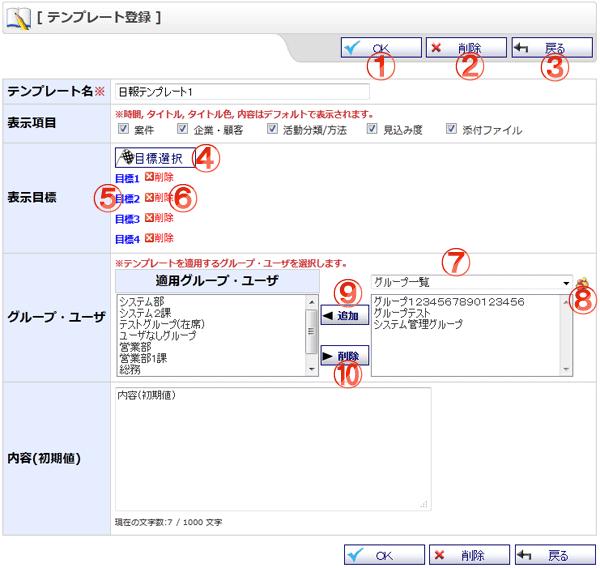 [ テンプレート登録 ]
OK 削除 戻る
① ② ③
テンプレート名※ 日報テンプレート1
表示項目
※時間, タイトル, タイトル色, 内容はデフォルトで表示されます。
案件 企業・顧客 活動分類/方法 見込み度 添付ファイル
表示目標
目標選択 ④
目標1 削除
⑤ 目標2 削除 ⑥
目標3 削除
目標4 削除
グループ・ユーザ
※テンプレートを適用するグループ・ユーザを選択します。
適用グループ・ユーザ
システム部
システム2課
テストグループ(在席)
ユーザなしグループ
営業部
営業部1課
総務
⑨
追加
削除
⑩
⑦
グループ一覧
⑧
グループ12345678901234567890123456
グループテスト
システム管理グループ
内容(初期値)
内容(初期値)
現在の文字数:7 / 1000 文字
OK 削除 戻る